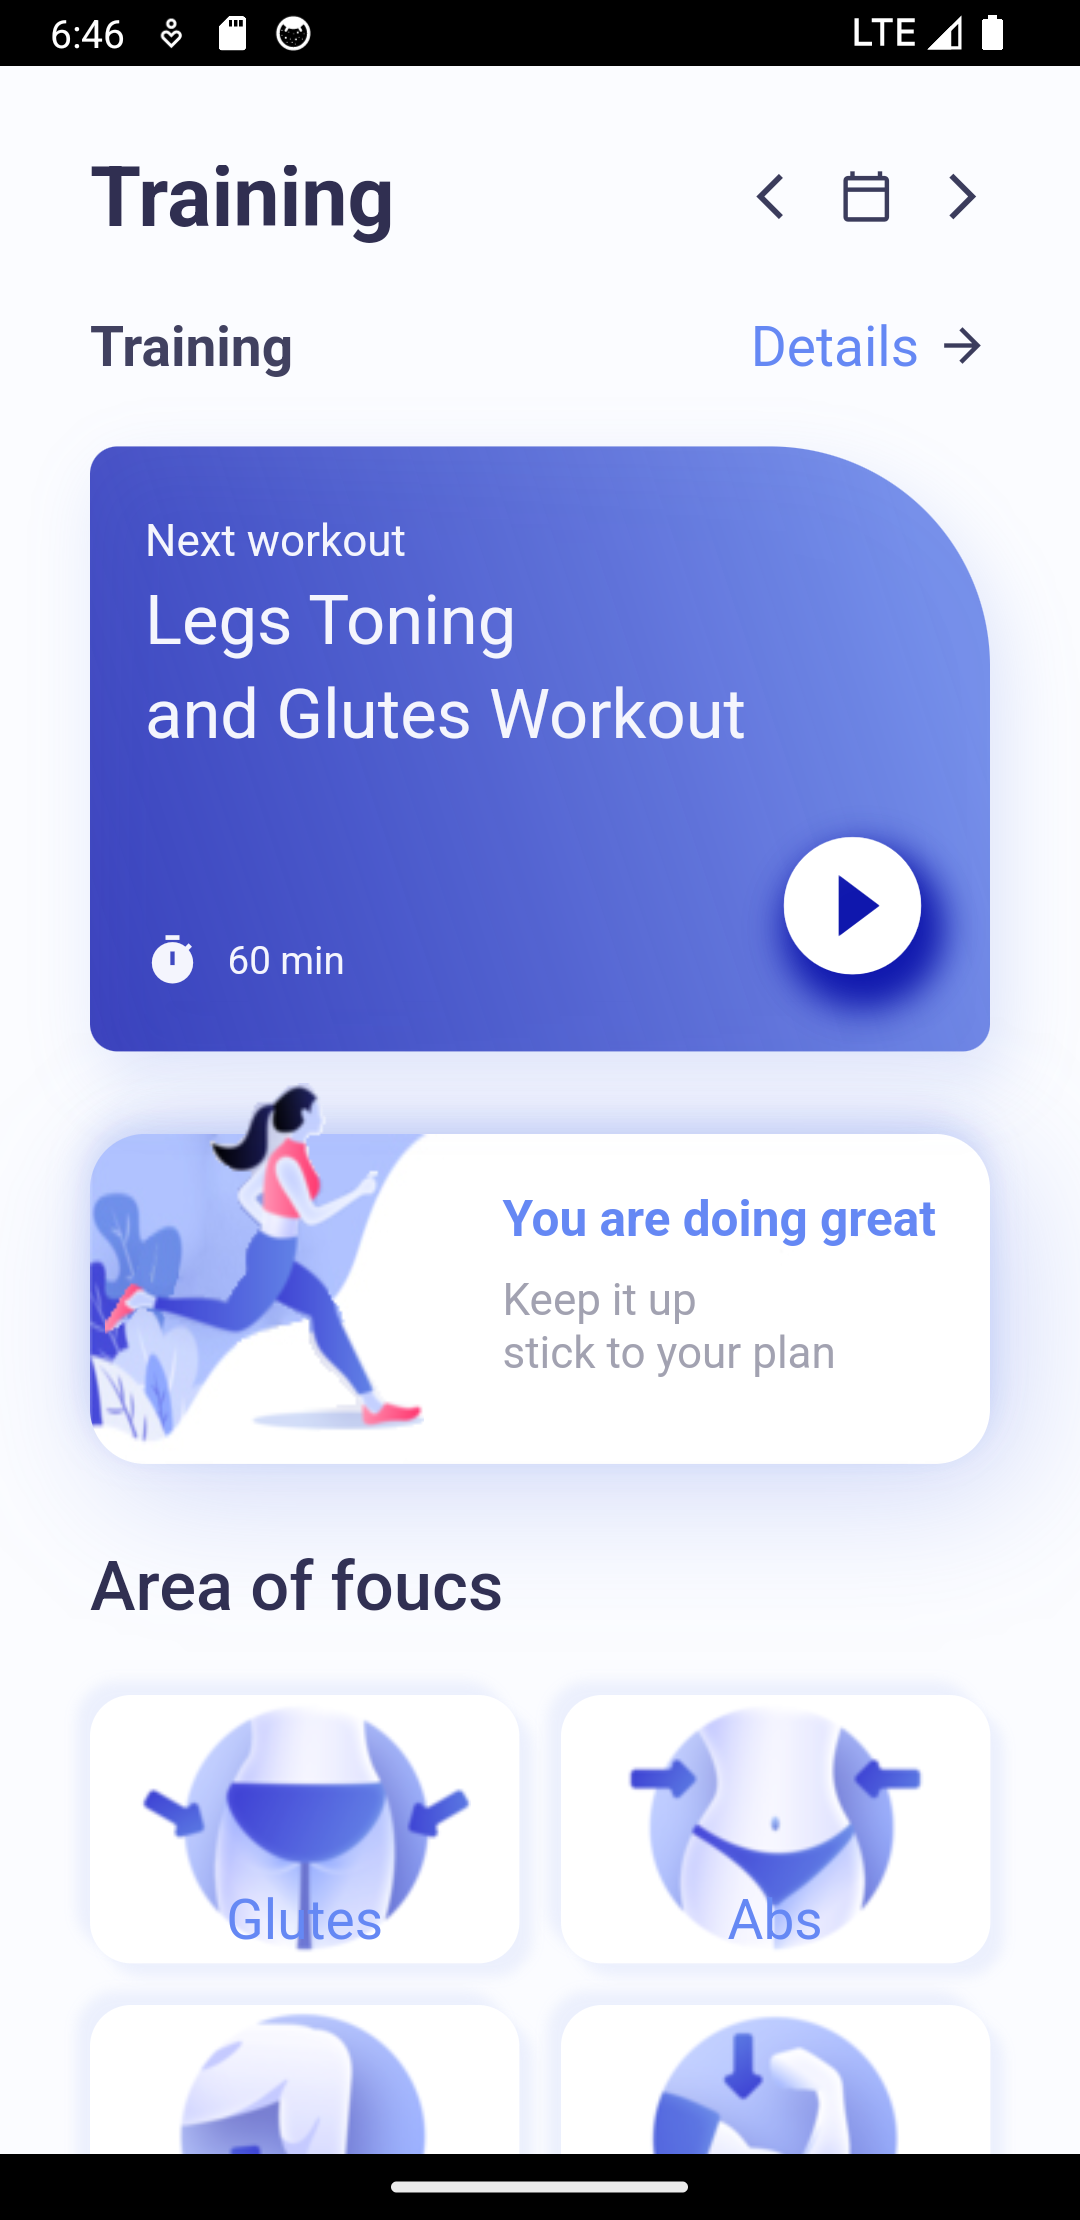 6:46
LTE
Training
Training
Details
Next workout
Legs Toning
and Glutes Workout
60 min
You are doing great
Keep it up
stick to your plan
Area of foucs
Glutes
Abs